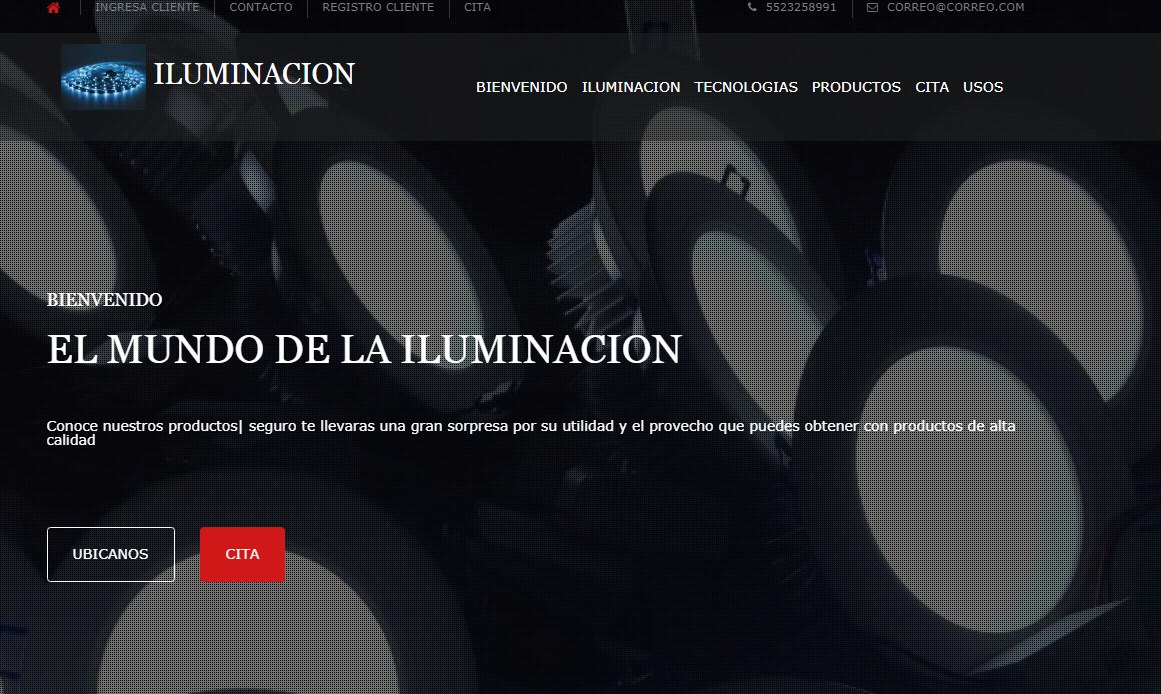 INGRESA CLIENTE CONTACTO REGISTRO CLIENTE CITA 5523258991 CORREO@CORREO.COM
ILUMINACION
BIENVENIDO ILUMINACION TECNOLOGIAS PRODUCTOS CITA USOS
BIENVENIDO
EL MUNDO DE LA ILUMINACION
Conoce nuestros productos| seguro te llevaras una gran sorpresa por su utilidad y el provecho que puedes obtener con productos de alta
calidad
UBICANOS CITA